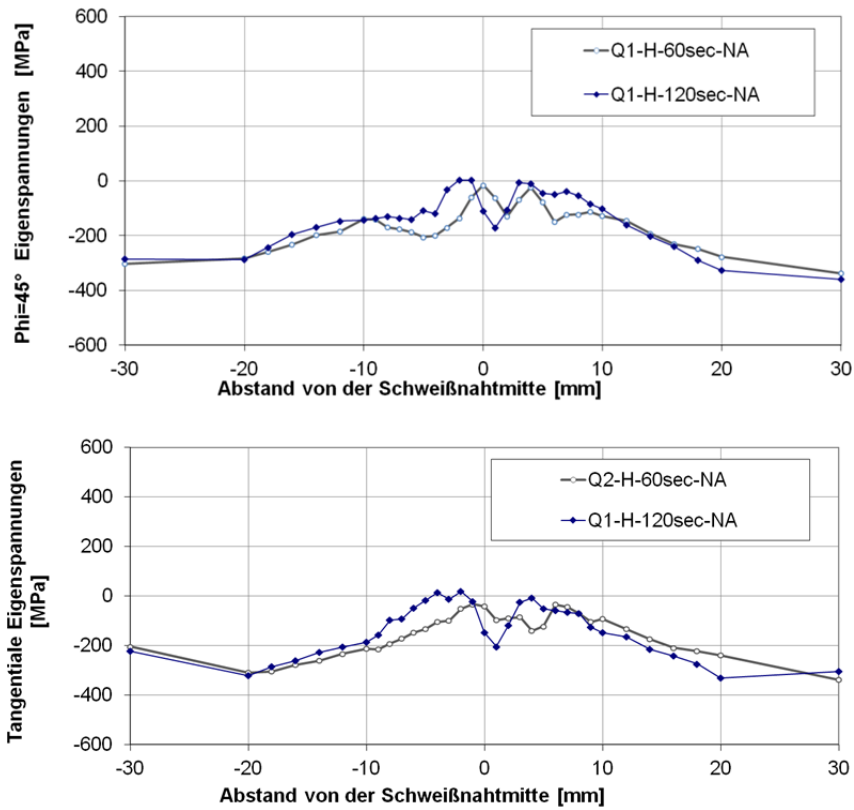 600
400
200
0
-200
-400
-600
Phi=45° Eigenspannungen [MPa]
Q1-H-60sec-NA
Q1-H-120sec-NA
-30 -20 -10 0 10 20 30
Abstand von der Schweißnahtmitte [mm]
600
400
200
0
-200
-400
-600
Tangentiale Eigenspannungen
[MPa]
Q2-H-60sec-NA
Q1-H-120sec-NA
-30 -20 -10 0 10 20 30
Abstand von der Schweißnahtmitte [mm]